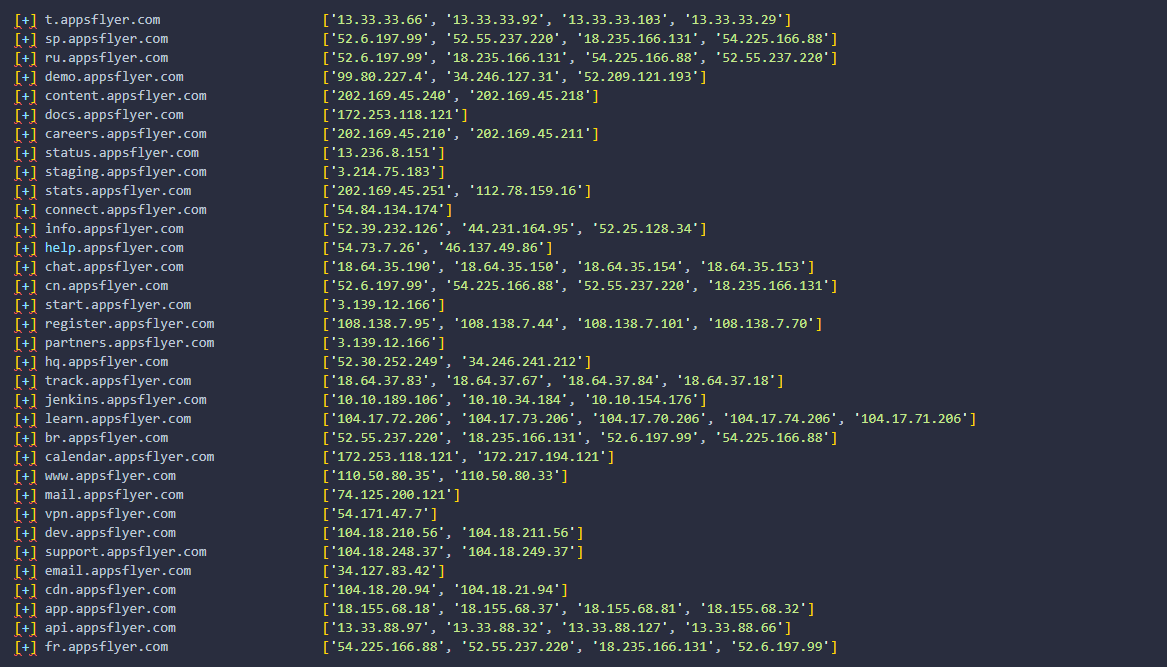 [+] t.appsflyer.com ['13.33.33.66', '13.33.33.92', '13.33.33.103', '13.33.33.29']
[+] sp.appsflyer.com ['52.6.197.99', '52.55.237.220', '18.235.166.131', '54.225.166.88']
[+] ru.appsflyer.com ['52.6.197.99', '18.235.166.131', '54.225.166.88', '52.55.237.220']
[+] demo.appsflyer.com ['99.80.227.4', '34.246.127.31', '52.209.121.193']
[+] content.appsflyer.com ['202.169.45.240', '202.169.45.218']
[+] docs.appsflyer.com ['172.253.118.121']
[+] careers.appsflyer.com ['202.169.45.210', '202.169.45.211']
[+] status.appsflyer.com ['13.236.8.151']
[+] staging.appsflyer.com ['3.214.75.183']
[+] stats.appsflyer.com ['202.169.45.251', '112.78.159.16']
[+] connect.appsflyer.com ['54.84.134.174']
[+] info.appsflyer.com ['52.39.232.126', '44.231.164.95', '52.25.128.34']
[+] help.appsflyer.com ['54.73.7.26', '46.137.49.86']
[+] chat.appsflyer.com ['18.64.35.190', '18.64.35.150', '18.64.35.154', '18.64.35.153']
[+] cn.appsflyer.com ['52.6.197.99', '54.225.166.88', '52.55.237.220', '18.235.166.131']
[+] start.appsflyer.com ['3.139.12.166']
[+] register.appsflyer.com ['108.138.7.95', '108.138.7.44', '108.138.7.101', '108.138.7.70']
[+] partners.appsflyer.com ['3.139.12.166']
[+] hq.appsflyer.com ['52.30.252.249', '34.246.241.212']
[+] track.appsflyer.com ['18.64.37.83', '18.64.37.67', '18.64.37.84', '18.64.37.18']
[+] jenkins.appsflyer.com ['10.10.189.106', '10.10.34.184', '10.10.154.176']
[+] learn.appsflyer.com ['104.17.72.206', '104.17.73.206', '104.17.70.206', '104.17.74.206', '104.17.71.206']
[+] br.appsflyer.com ['52.55.237.220', '18.235.166.131', '52.6.197.99', '54.225.166.88']
[+] calendar.appsflyer.com ['172.253.118.121', '172.217.194.121']
[+] www.appsflyer.com ['110.50.80.35', '110.50.80.33']
[+] mail.appsflyer.com ['74.125.200.121']
[+] vpn.appsflyer.com ['54.171.47.7']
[+] dev.appsflyer.com ['104.18.210.56', '104.18.211.56']
[+] support.appsflyer.com ['104.18.248.37', '104.18.249.37']
[+] email.appsflyer.com ['34.127.83.42']
[+] cdn.appsflyer.com ['104.18.20.94', '104.18.21.94']
[+] app.appsflyer.com ['18.155.68.18', '18.155.68.37', '18.155.68.81', '18.155.68.32']
[+] api.appsflyer.com ['13.33.88.97', '13.33.88.32', '13.33.88.127', '13.33.88.66']
[+] fr.appsflyer.com ['54.225.166.88', '52.55.237.220', '18.235.166.131', '52.6.197.99']